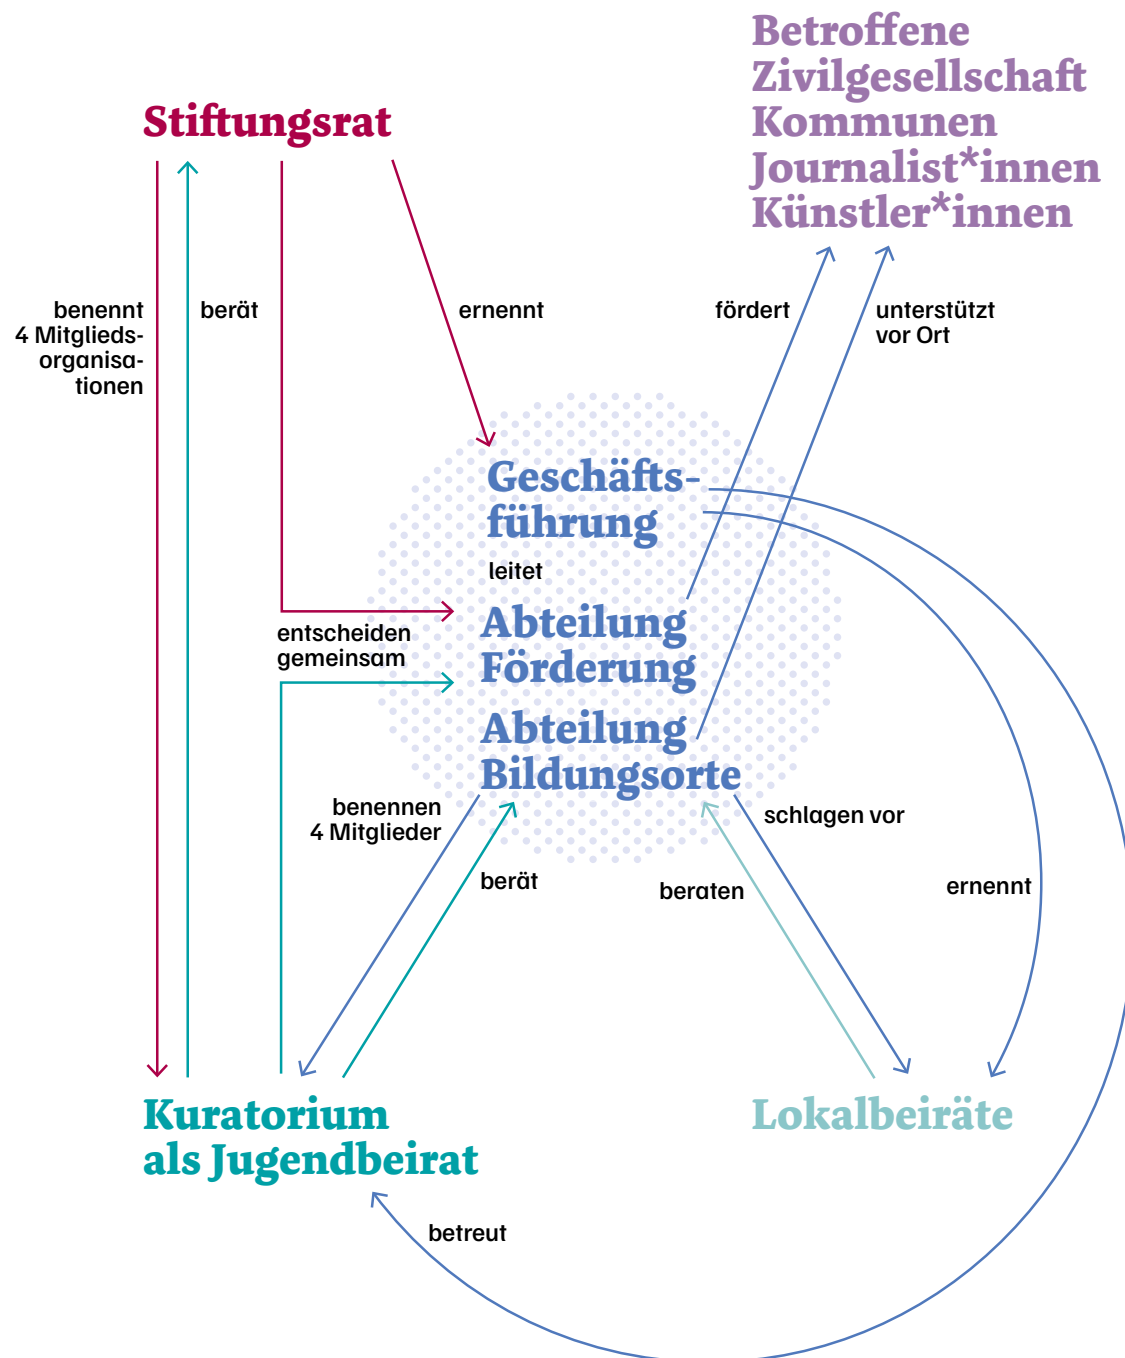 Stiftungsrat
Betroffene
Zivilgesellschaft
Kommunen
Journalist*innen
Künstler*innen
benennt
4 Mitglieds-
organisa-
tionen
berät
ernennt
fördert
unterstützt
vor Ort
Geschäfts-
führung
leitet
Abteilung
Förderung
entscheiden
gemeinsam
Abteilung
Bildungsorte
benennen
4 Mitglieder
berät
schlagen vor
beraten
ernennt
Kuratorium
als Jugendbeirat
Lokalbeiräte
betreut